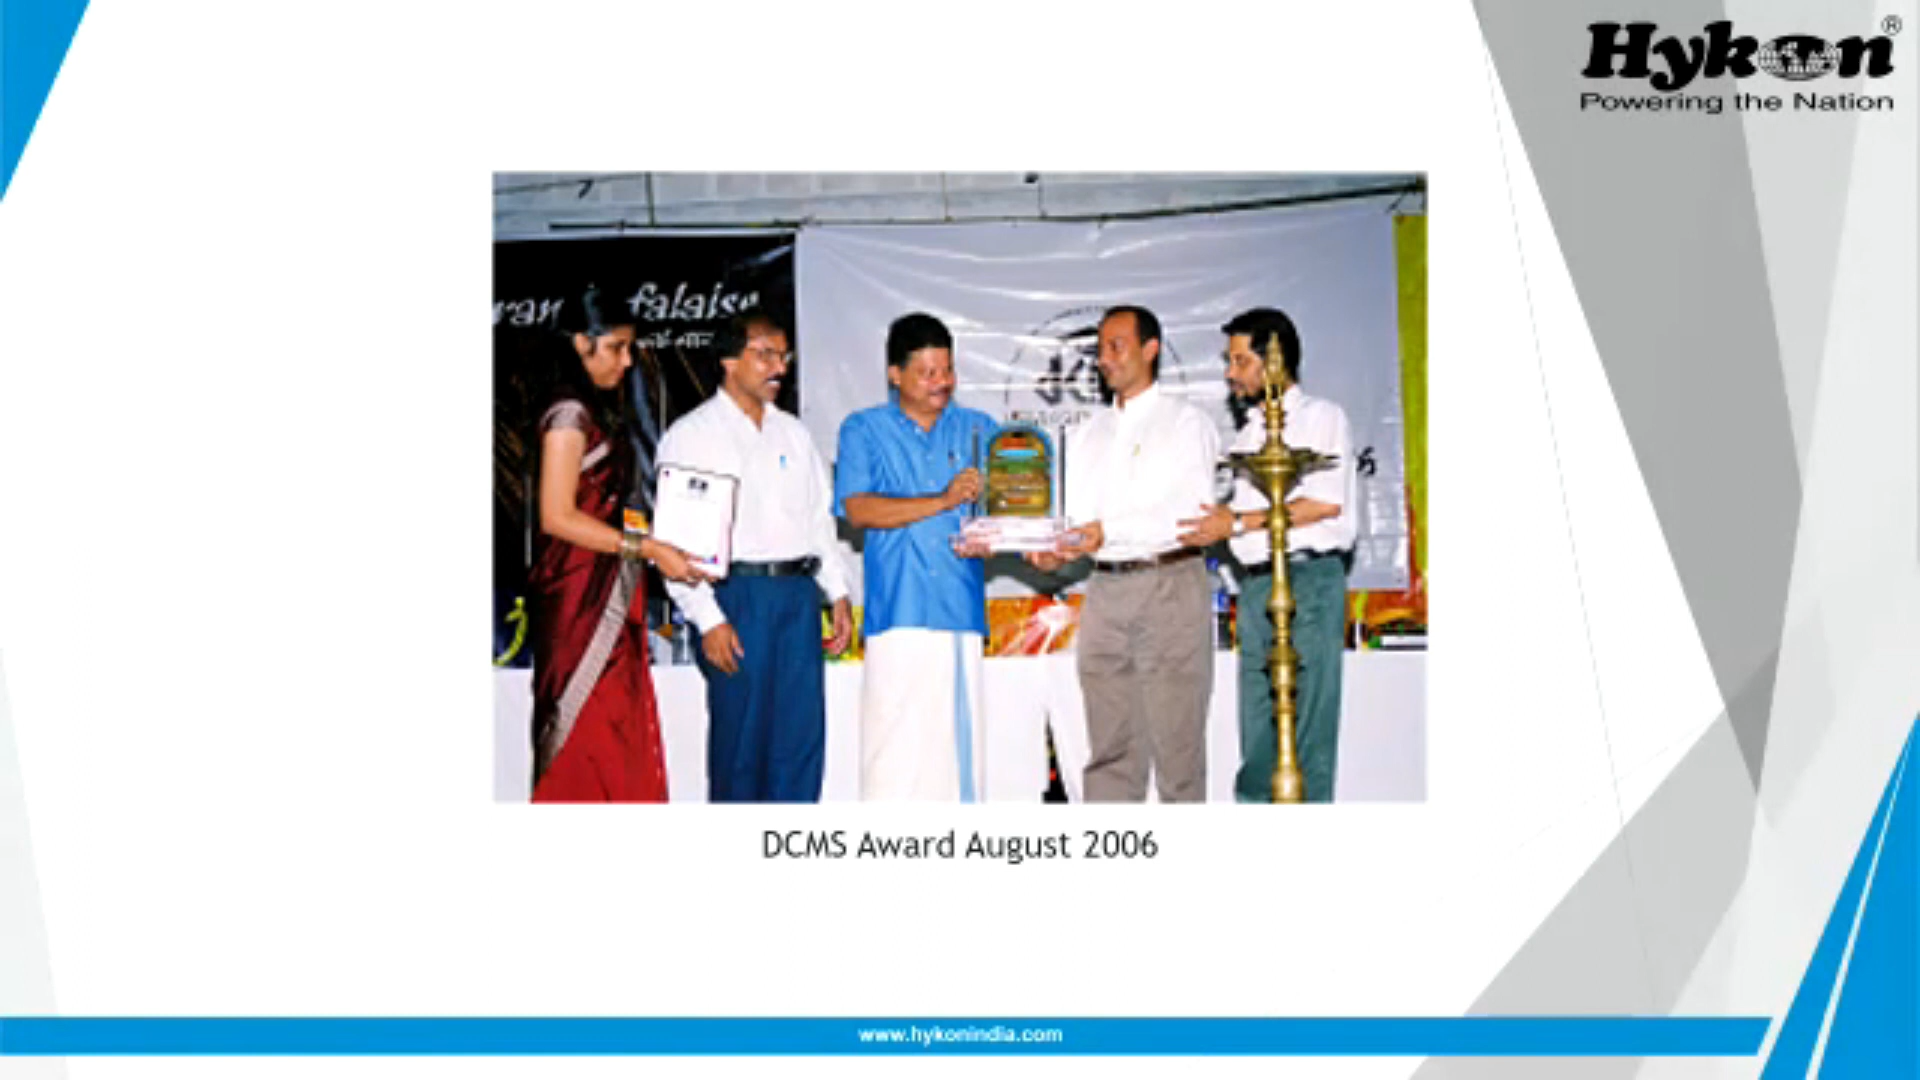 Hykon®
Powering the Nation
falaise
DCMS Award August 2006
www.hykonindia.com